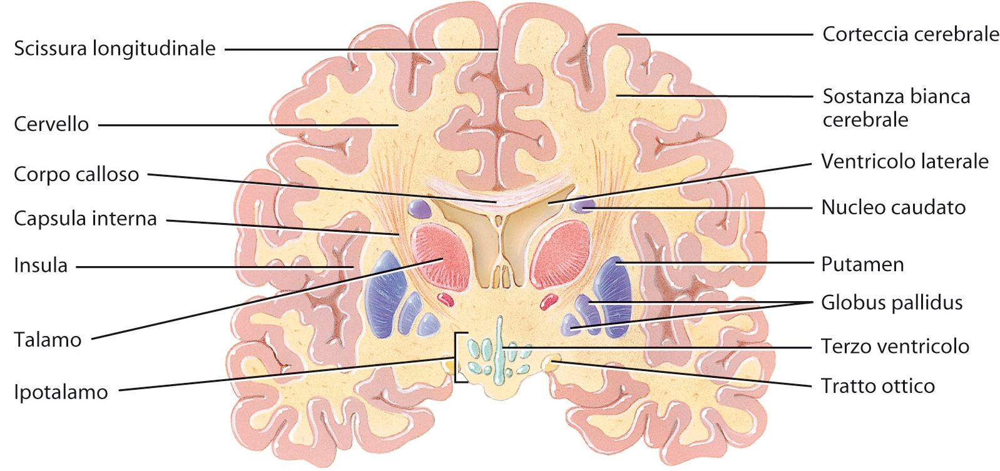 Scissura longitudinale
Cervello
Corpo calloso
Capsula interna
Insula
Talamo
Ipotalamo
Corteccia cerebrale
Sostanza bianca
cerebrale
Ventricolo laterale
Nucleo caudato
Putamen
Globus pallidus
Terzo ventricolo
Tratto ottico